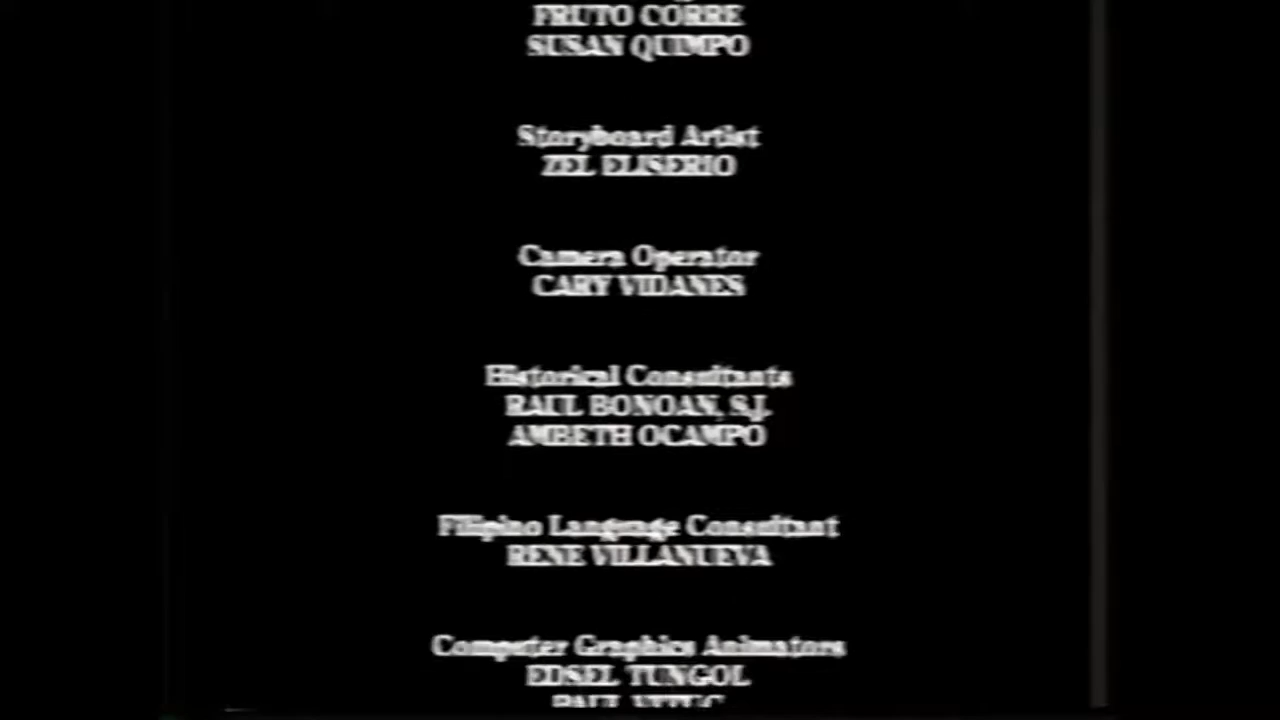 FRUTO CORRE
SUSAN QUIMPO
Storyboard Artist
ZEL ELISERIO
Camera Operator
CARY VIDANES
Historical Consultants
RAUL BONOAN, S.J.
AMBETH OCAMPO
Filipino Language Consultant
RENE VILLANUEVA
Computer Graphics Animators
EDSEL TUNGOL